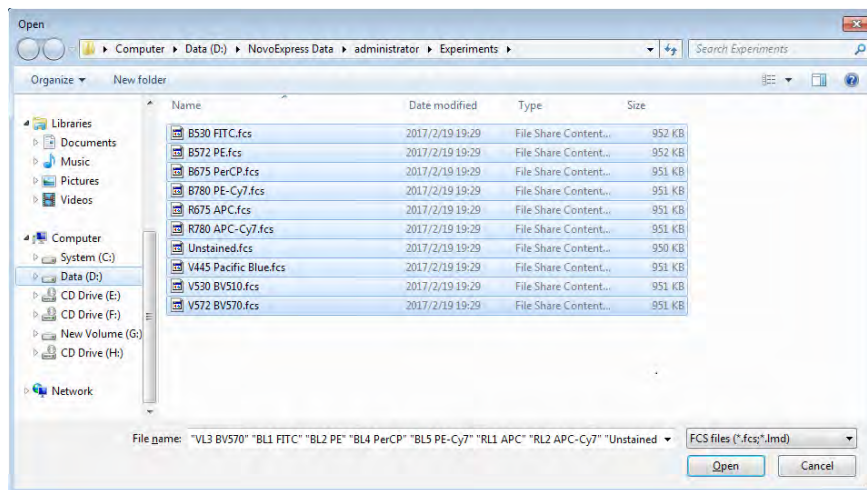 Open
Computer ▸ Data (D:) ▸ NovoExpress Data ▸ administrator ▸ Experiments ▸
Search Experiments
Organize ▾ New folder
Name Date modified Type Size
Libraries
Documents
Music
Pictures
Videos
Computer
System (C:)
Data (D:)
CD Drive (E:)
CD Drive (F:)
New Volume (G:)
CD Drive (H:)
Network
B530 FITC.fcs 2017/2/19 19:29 File Share Content... 952 KB
B572 PE.fcs 2017/2/19 19:29 File Share Content... 952 KB
B675 PerCP.fcs 2017/2/19 19:29 File Share Content... 951 KB
B780 PE-Cy7.fcs 2017/2/19 19:29 File Share Content... 951 KB
R675 APC.fcs 2017/2/19 19:29 File Share Content... 951 KB
R780 APC-Cy7.fcs 2017/2/19 19:29 File Share Content... 951 KB
Unstained.fcs 2017/2/19 19:29 File Share Content... 950 KB
V445 Pacific Blue.fcs 2017/2/19 19:29 File Share Content... 951 KB
V530 BV510.fcs 2017/2/19 19:29 File Share Content... 951 KB
V572 BV570.fcs 2017/2/19 19:29 File Share Content... 951 KB
File name: "VL3 BV570" "BL1 FITC" "BL2 PE" "BL4 PerCP" "BL5 PE-Cy7" "RL1 APC" "RL2 APC-Cy7" "Unstained
FCS files (*.fcs;*.lmd)
Open Cancel